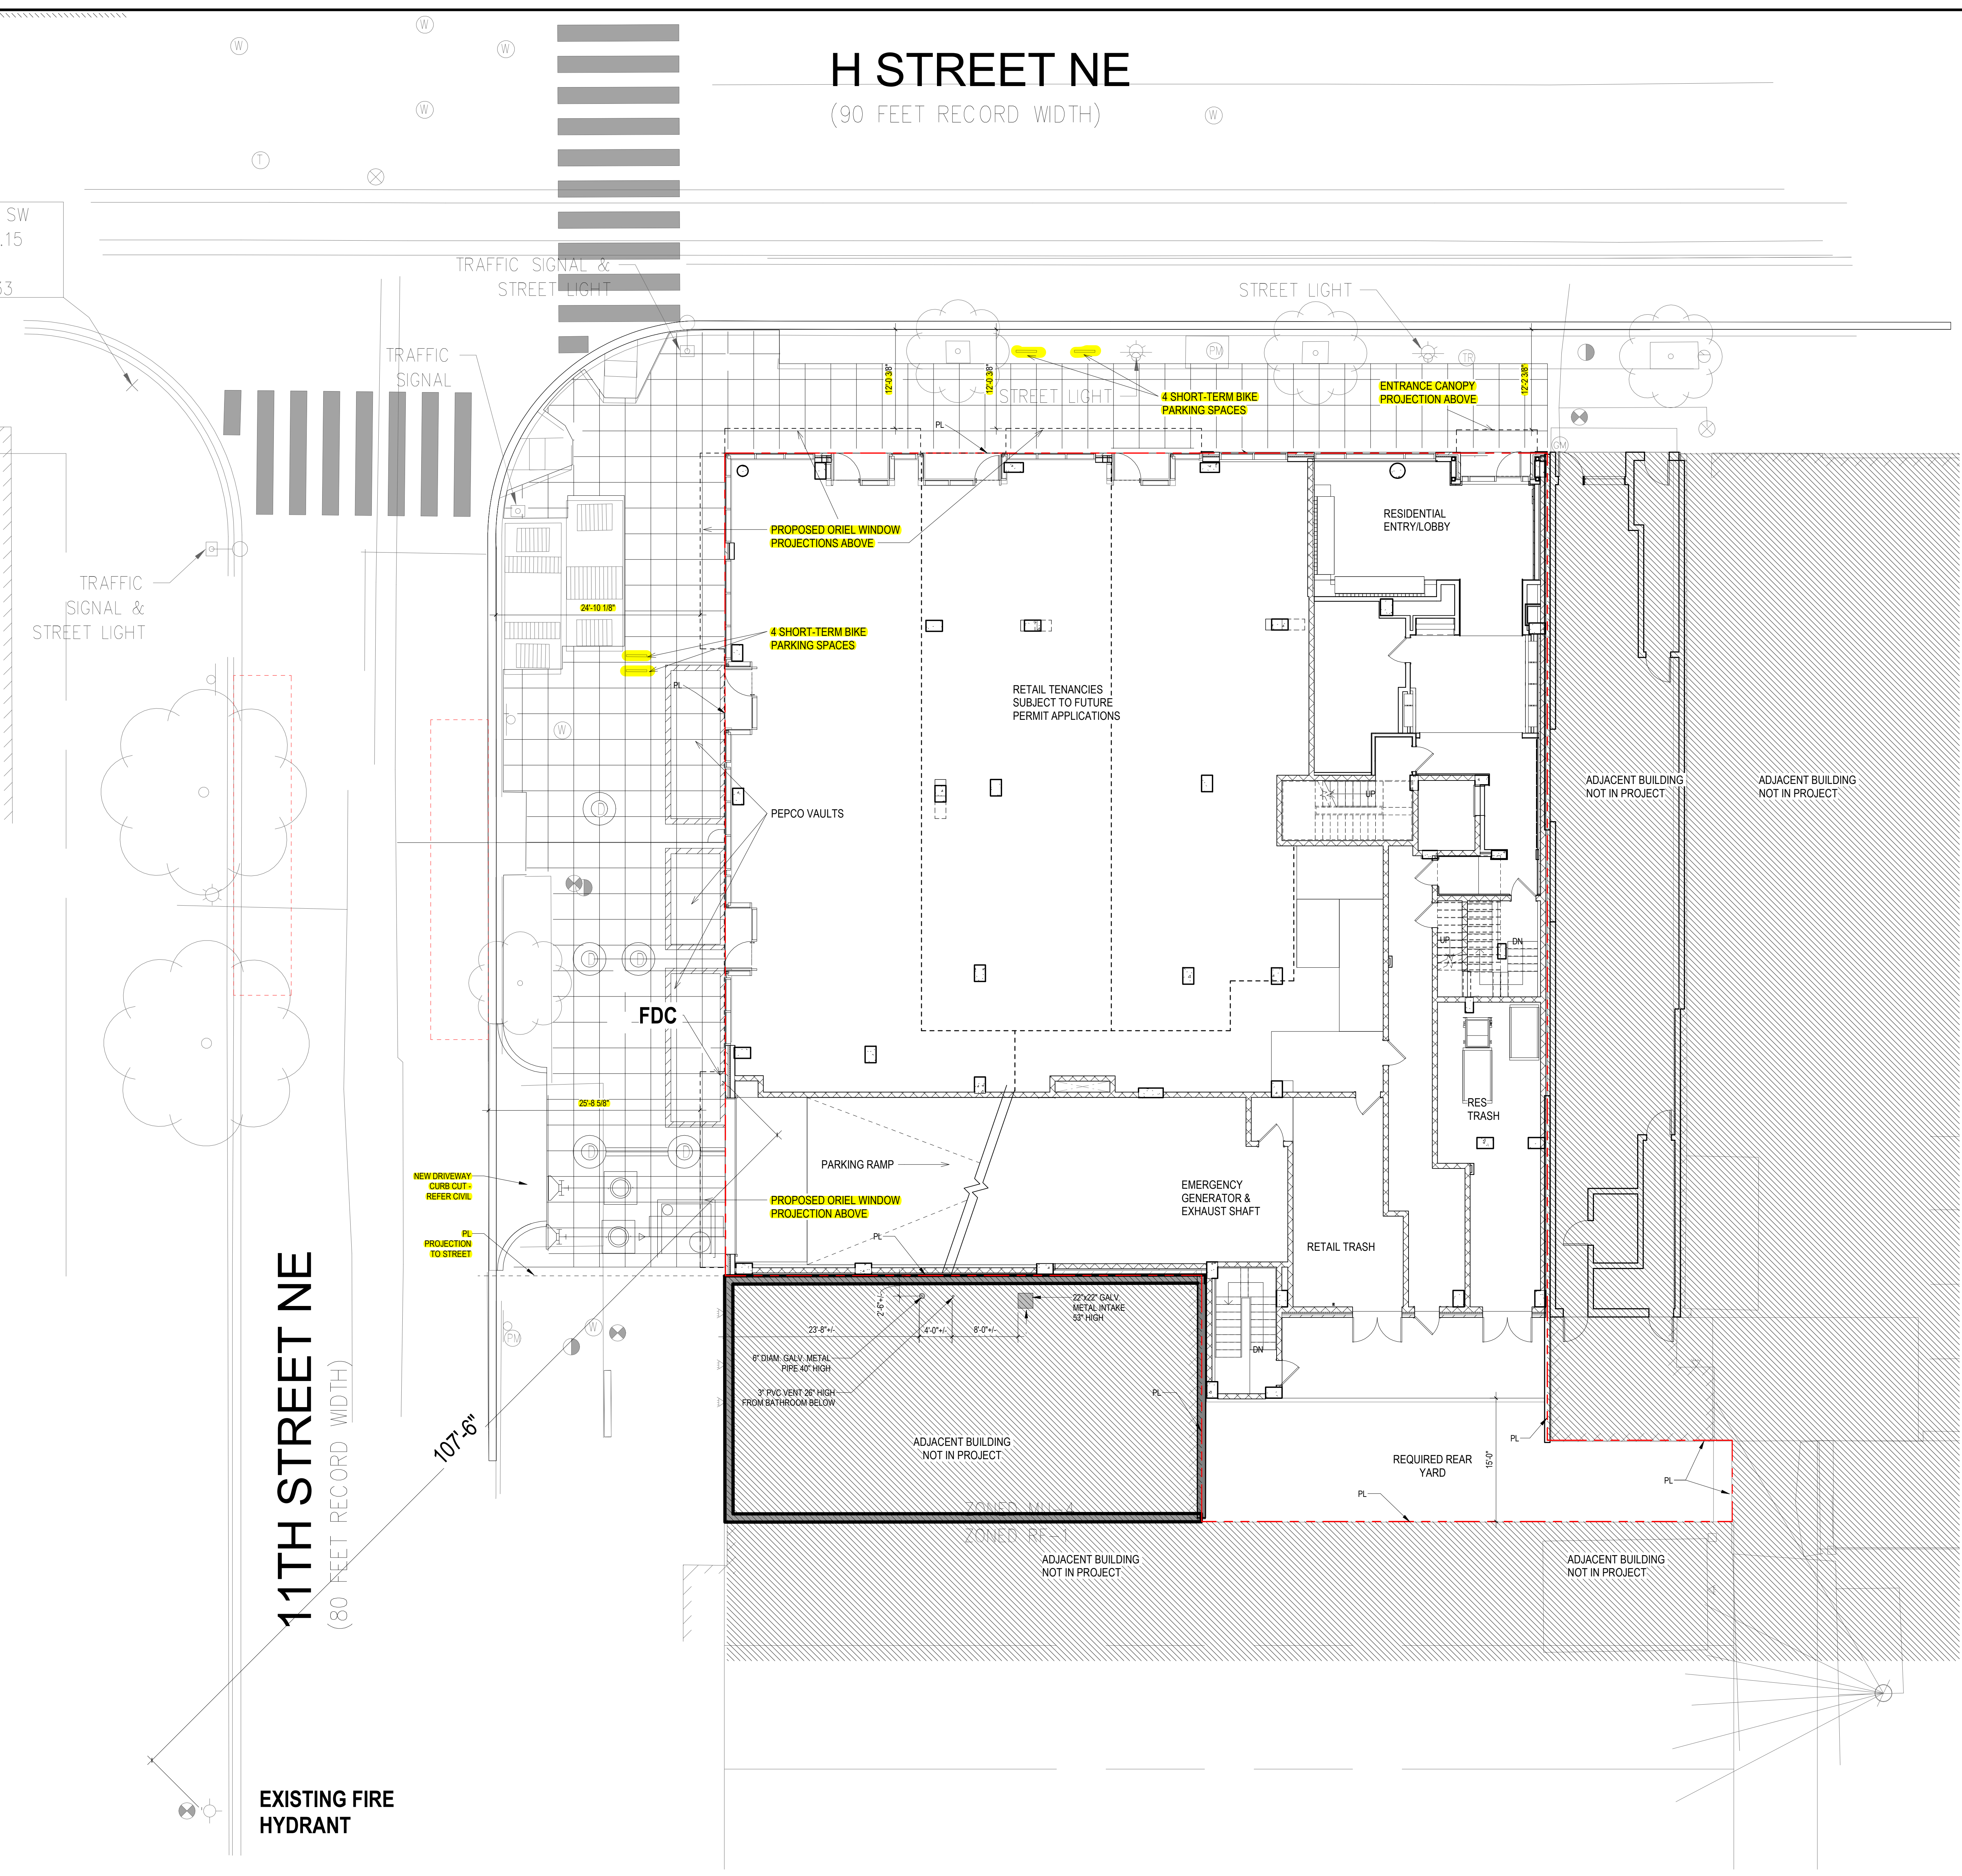 H STREET NE
(90 FEET RECORD WIDTH)
W
W
W
W
W
T
SW
.15
TRAFFIC SIGNAL &
STREET LIGHT
STREET LIGHT
TRAFFIC
SIGNAL
PM
TR
12'-0 3/8"
12'-0 3/8"
12'-2 3/8"
STREET LIGHT
4 SHORT-TERM BIKE
PARKING SPACES
ENTRANCE CANOPY
PROJECTION ABOVE
PL
GM
RESIDENTIAL
ENTRY/LOBBY
PROPOSED ORIEL WINDOW
PROJECTIONS ABOVE
TRAFFIC
SIGNAL &
STREET LIGHT
24'-10 1/8"
4 SHORT-TERM BIKE
PARKING SPACES
PL
RETAIL TENANCIES
SUBJECT TO FUTURE
PERMIT APPLICATIONS
W
ADJACENT BUILDING
NOT IN PROJECT
ADJACENT BUILDING
NOT IN PROJECT
UP
PEPCO VAULTS
D
UP
DN
D
D
FDC
25'-8 5/8"
RES
TRASH
D
D
PARKING RAMP
NEW DRIVEWAY
CURB CUT -
REFER CIVIL
EMERGENCY
GENERATOR &
EXHAUST SHAFT
PROPOSED ORIEL WINDOW
PROJECTION ABOVE
PL
PROJECTION
TO STREET
PL
RETAIL TRASH
2'-6"+/-
22"x22" GALV.
METAL INTAKE
53" HIGH
23'-8"+/-
4'-0"+/-
8'-0"+/-
PM
W
6" DIAM. GALV. METAL
PIPE 40" HIGH
DN
3" PVC VENT 26" HIGH
FROM BATHROOM BELOW
PL
11TH STREET NE
(80 FEET RECORD WIDTH)
107'-6"
ADJACENT BUILDING
NOT IN PROJECT
REQUIRED REAR
YARD
15'-0"
PL
PL
PL
ZONED MU-4
ZONED RF-1
ADJACENT BUILDING
NOT IN PROJECT
ADJACENT BUILDING
NOT IN PROJECT
EXISTING FIRE
HYDRANT